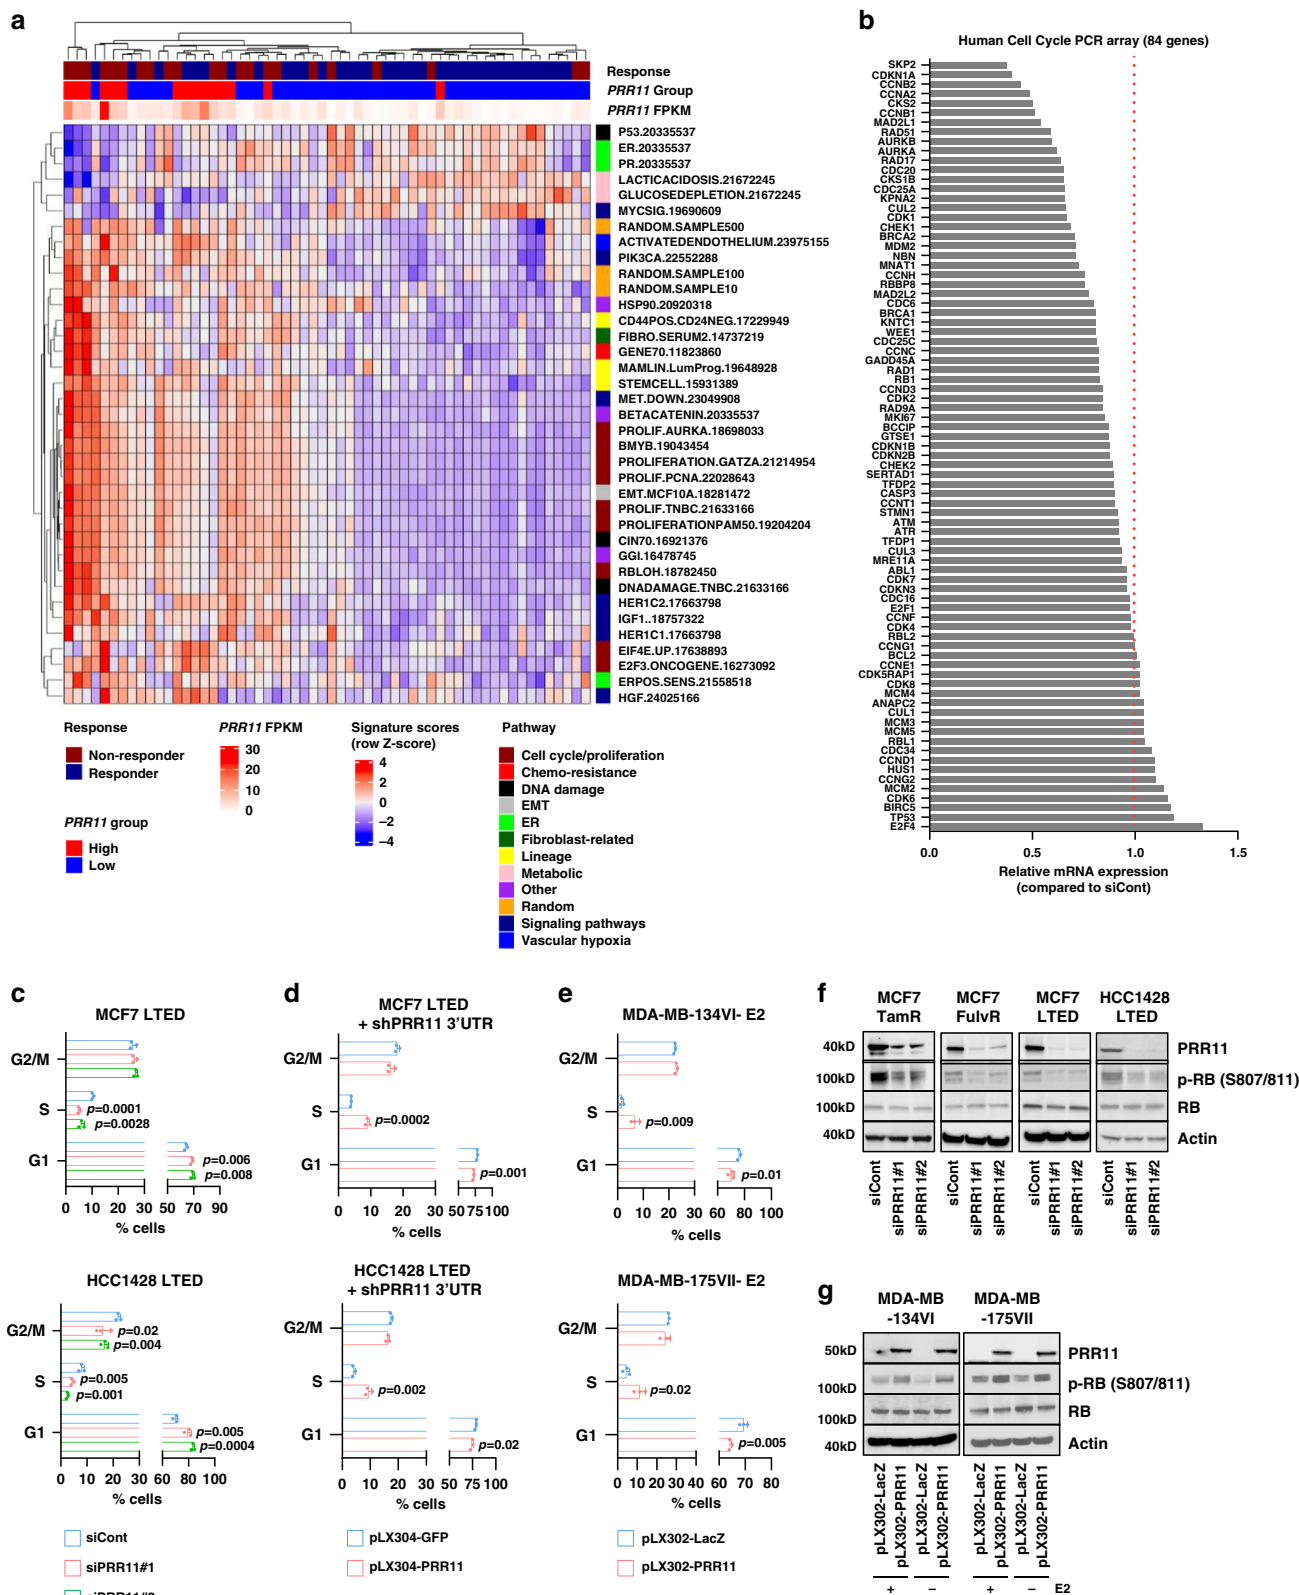 a
Response
PRR11 Group
PRR11 FPKM
P53.20335537
ER.20335537
PR.20335537
LACTICACIDOSIS.21672245
GLUCOSEDEPLETION.21672245
MYCSIG.19690609
RANDOM.SAMPLE500
ACTIVATEDENDOTHELIUM.23975155
PIK3CA.22552288
RANDOM.SAMPLE100
RANDOM.SAMPLE10
HSP90.20920318
CD44POS.CD24NEG.17229949
FIBRO.SERUM2.14737219
GENE70.11823860
MAMLIN.LumProg.19648928
STEMCELL.15931389
MET.DOWN.23049908
BETACATENIN.20335537
PROLIF.AURKA.18698033
BMYB.19043454
PROLIFERATION.GATZA.21214954
PROLIF.PCNA.22028643
EMT.MCF10A.18281472
PROLIF.TNBC.21633166
PROLIFERATIONPAM50.19204204
CIN70.16921376
GGI.16478745
RBLOH.18782450
DNADAMAGE.TNBC.21633166
HER1C2.17663798
IGF1..18757322
HER1C1.17663798
EIF4E.UP.17638893
E2F3.ONCOGENE.16273092
ERPOS.SENS.21558518
HGF.24025166
Response
Non-responder
Responder
PRR11 group
High
Low
PRR11 FPKM
30
20
10
0
Signature scores
(row Z-score)
4
2
0
−2
−4
Pathway
Cell cycle/proliferation
Chemo-resistance
DNA damage
EMT
ER
Fibroblast-related
Lineage
Metabolic
Other
Random
Signaling pathways
Vascular hypoxia
b
Human Cell Cycle PCR array (84 genes)
SKP2
CDKN1A
CCNB2
CCNA2
CKS2
CCNB1
MAD2L1
RAD51
AURKB
AURKA
RAD17
CDC20
CKS1B
CDC25A
KPNA2
CUL2
CDK1
CHEK1
BRCA2
MDM2
NBN
MNAT1
CCNH
RBBP8
MAD2L2
CDC6
BRCA1
KNTC1
WEE1
CDC25C
CCNC
GADD45A
RAD1
RB1
CCND3
CDK2
RAD9A
MKI67
BCCIP
GTSE1
CDKN1B
CDKN2B
CHEK2
SERTAD1
TFDP2
CASP3
CCNT1
STMN1
ATM
ATR
TFDP1
CUL3
MRE11A
ABL1
CDK7
CDKN3
CDC16
E2F1
CCNF
CDK4
RBL2
CCNG1
BCL2
CCNE1
CDK5RAP1
CDK8
MCM4
ANAPC2
CUL1
MCM3
MCM5
RBL1
CDC34
CCND1
HUS1
CCNG2
MCM2
CDK6
BIRC5
TP53
E2F4
0.0 0.5 1.0 1.5
Relative mRNA expression
(compared to siCont)
c
MCF7 LTED
G2/M
S
p=0.0001
p=0.0028
G1
p=0.006
p=0.008
0 10 20 30 50 70 90
% cells
HCC1428 LTED
G2/M
p=0.02
p=0.004
S
p=0.005
p=0.001
G1
p=0.005
p=0.0004
0 10 20 30 60 80 100
% cells
siCont
siPRR11#1
d
MCF7 LTED
+ shPRR11 3’UTR
G2/M
S
p=0.0002
G1
p=0.001
0 10 20 30 50 75 100
% cells
HCC1428 LTED
+ shPRR11 3’UTR
G2/M
S
p=0.002
G1
p=0.02
0 10 20 30 50 75 100
% cells
pLX304-GFP
pLX304-PRR11
e
MDA-MB-134VI- E2
G2/M
S
p=0.009
G1
p=0.01
0 10 20 30 60 80 100
% cells
MDA-MB-175VII- E2
G2/M
S
p=0.02
G1
p=0.005
0 10 20 30 40 60 70 80
% cells
pLX302-LacZ
pLX302-PRR11
f
MCF7 TamR
MCF7 FulvR
MCF7 LTED
HCC1428 LTED
40kD PRR11
100kD p-RB (S807/811)
100kD RB
40kD Actin
siCont siPRR11#1 siPRR11#2 siCont siPRR11#1 siPRR11#2 siCont siPRR11#1 siPRR11#2 siCont siPRR11#1 siPRR11#2
g
MDA-MB -134VI
MDA-MB -175VII
50kD PRR11
100kD p-RB (S807/811)
100kD RB
40kD Actin
pLX302-LacZ pLX302-PRR11 pLX302-LacZ pLX302-PRR11 pLX302-LacZ pLX302-PRR11 pLX302-LacZ pLX302-PRR11
+ − + − E2